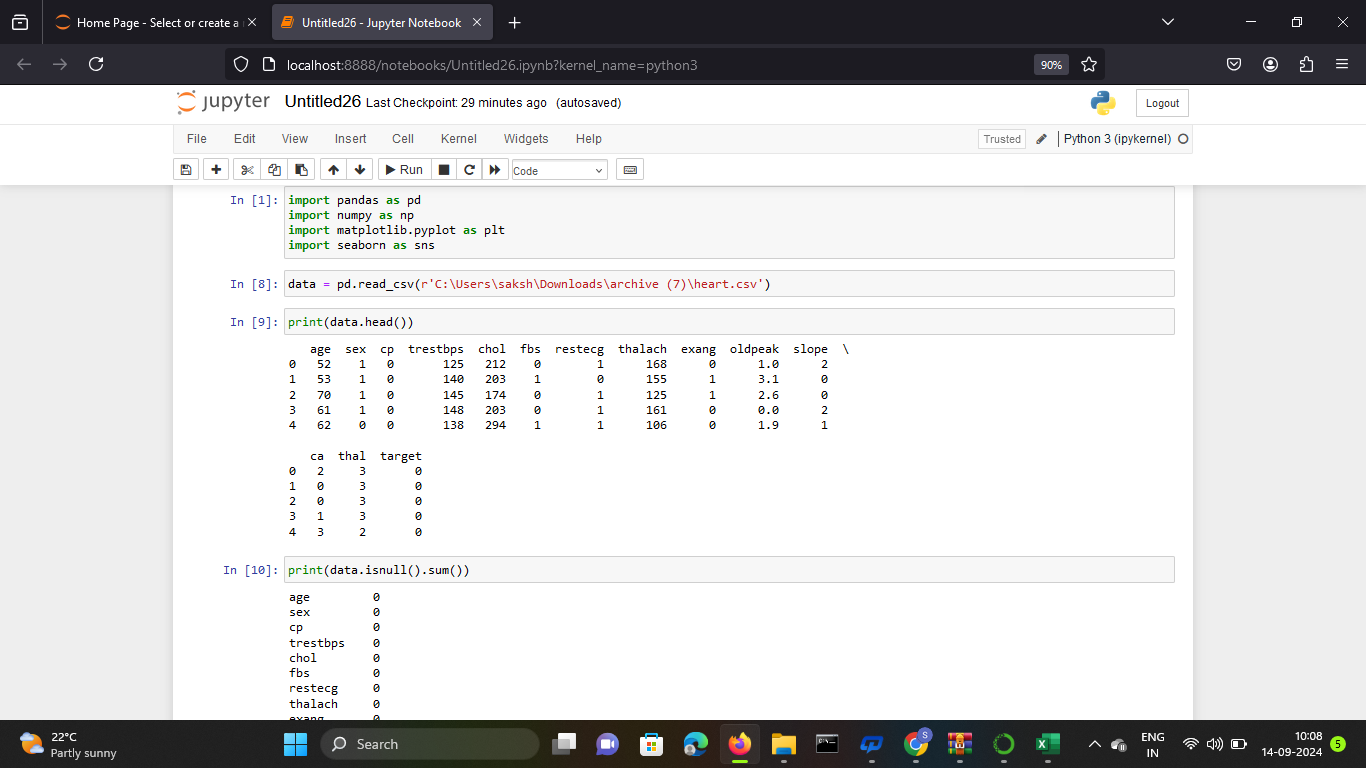 Home Page - Select or create a
Untitled26 - Jupyter Notebook
localhost:8888/notebooks/Untitled26.ipynb?kernel_name=python3
90%
jupyter Untitled26 Last Checkpoint: 29 minutes ago (autosaved)
Logout
File Edit View Insert Cell Kernel Widgets Help
Trusted
Python 3 (ipykernel)
Run
Code
In [1]: import pandas as pd
import numpy as np
import matplotlib.pyplot as plt
import seaborn as sns
In [8]: data = pd.read_csv(r'C:\Users\saksh\Downloads\archive (7)\heart.csv')
In [9]: print(data.head())
age sex cp trestbps chol fbs restecg thalach exang oldpeak slope \
0 52 1 0 125 212 0 1 168 0 1.0 2
1 53 1 0 140 203 1 0 155 1 3.1 0
2 70 1 0 145 174 0 1 125 1 2.6 0
3 61 1 0 148 203 0 1 161 0 0.0 2
4 62 0 0 138 294 1 1 106 0 1.9 1
ca thal target
0 2 3 0
1 0 3 0
2 0 3 0
3 1 3 0
4 3 2 0
In [10]: print(data.isnull().sum())
age 0
sex 0
cp 0
trestbps 0
chol 0
fbs 0
restecg 0
thalach 0
exang 0
22°C
Partly sunny
Search
S
ENG
IN
10:08
14-09-2024
5